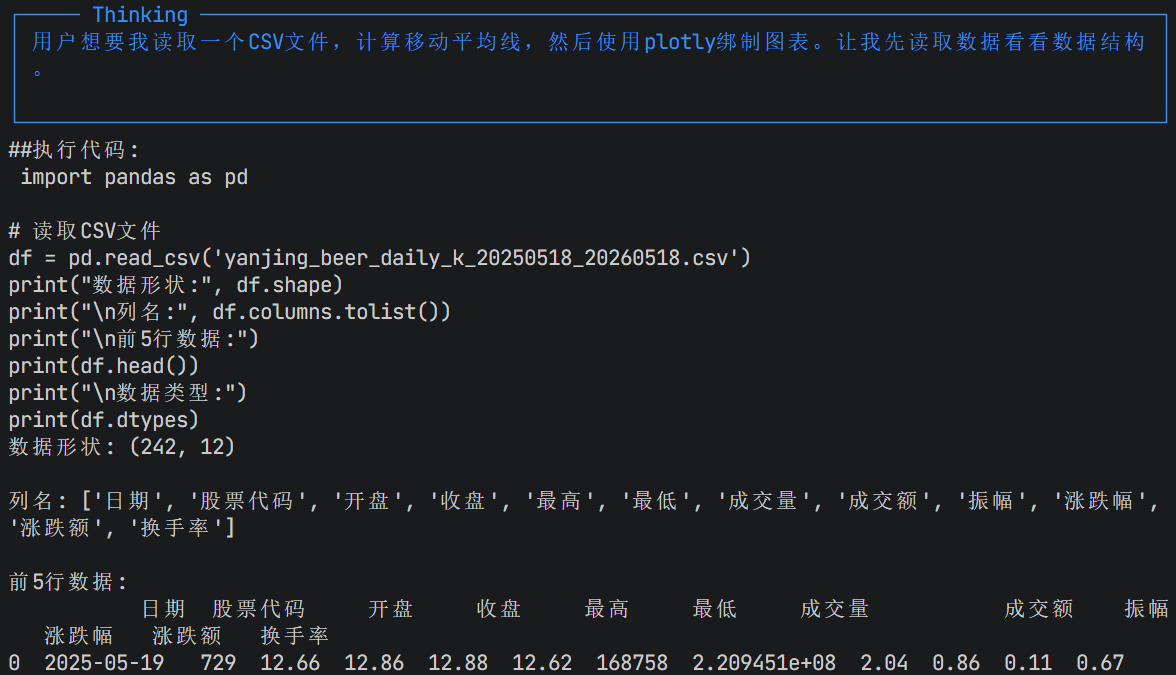 Thinking
用户想要我读取一个CSV文件，计算移动平均线，然后使用plotly绑制图表。让我先读取数据看看数据结构
。
##执行代码:
import pandas as pd
# 读取CSV文件
df = pd.read_csv('yanjing_beer_daily_k_20250518_20260518.csv')
print("数据形状:", df.shape)
print("\n列名:", df.columns.tolist())
print("\n前5行数据:")
print(df.head())
print("\n数据类型:")
print(df.dtypes)
数据形状: (242, 12)
列名: ['日期', '股票代码', '开盘', '收盘', '最高', '最低', '成交量', '成交额', '振幅', '涨跌幅',
'涨跌额', '换手率']
前5行数据:
日期 股票代码 开盘 收盘 最高 最低 成交量 成交额 振幅
涨跌幅 涨跌额 换手率
0 2025-05-19 729 12.66 12.86 12.88 12.62 168758 2.209451e+08 2.04 0.86 0.11 0.67